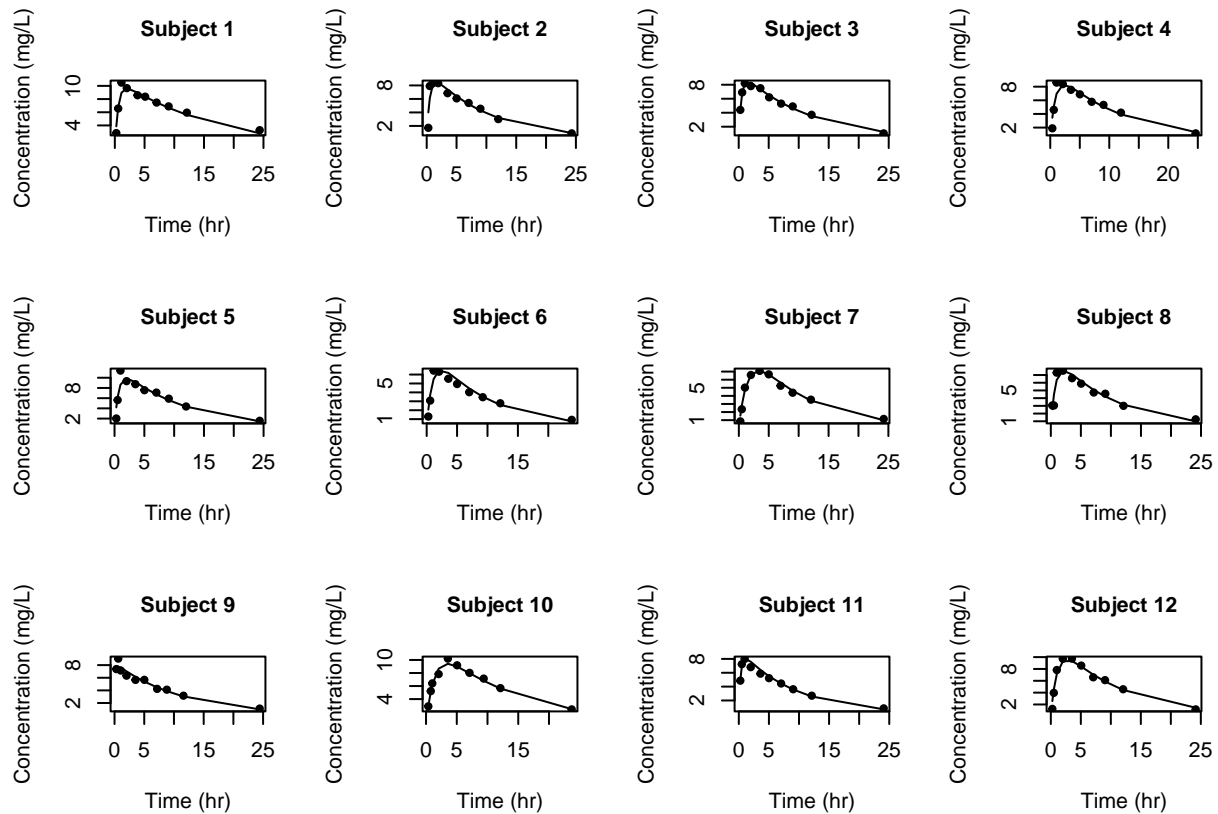 Subject 1
Concentration (mg/L)
4 10
0 5 15 25
Time (hr)
Subject 2
Concentration (mg/L)
2 8
0 5 15 25
Time (hr)
Subject 3
Concentration (mg/L)
2 8
0 5 15 25
Time (hr)
Subject 4
Concentration (mg/L)
2 8
0 10 20
Time (hr)
Subject 5
Concentration (mg/L)
2 8
0 5 15 25
Time (hr)
Subject 6
Concentration (mg/L)
1 5
0 5 15
Time (hr)
Subject 7
Concentration (mg/L)
1 5
0 5 15 25
Time (hr)
Subject 8
Concentration (mg/L)
1 5
0 5 15 25
Time (hr)
Subject 9
Concentration (mg/L)
2 8
0 5 15 25
Time (hr)
Subject 10
Concentration (mg/L)
4 10
0 5 15
Time (hr)
Subject 11
Concentration (mg/L)
2 8
0 5 15 25
Time (hr)
Subject 12
Concentration (mg/L)
2 8
0 5 15 25
Time (hr)